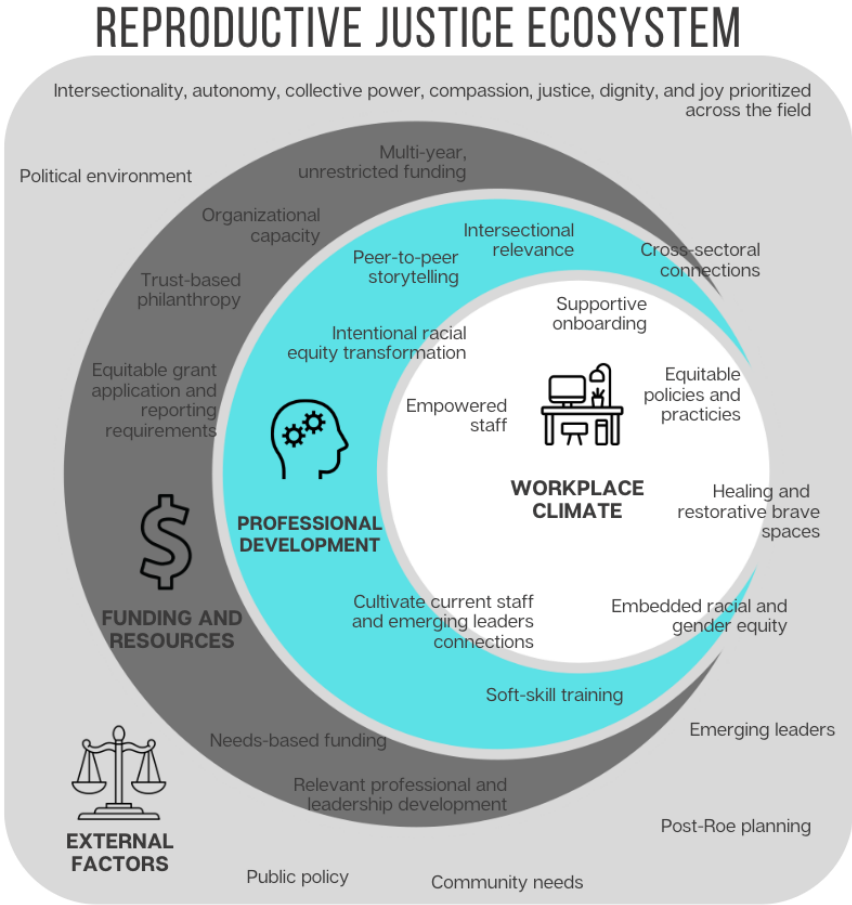 REPRODUCTIVE JUSTICE ECOSYSTEM
Intersectionality, autonomy, collective power, compassion, justice, dignity, and joy prioritized
across the field
Political environment
Multi-year,
unrestricted funding
Organizational
capacity
Trust-based
philanthropy
Equitable grant
application and
reporting
requirements
FUNDING AND
RESOURCES
Needs-based funding
Relevant professional and
leadership development
Intersectional
relevance
Peer-to-peer
storytelling
Cross-sectoral
connections
Intentional racial
equity transformation
PROFESSIONAL
DEVELOPMENT
Cultivate current staff
and emerging leaders
connections
Soft-skill training
Supportive
onboarding
Equitable
policies and
practicies
Empowered
staff
WORKPLACE
CLIMATE
Healing and
restorative brave
spaces
Embedded racial and
gender equity
Emerging leaders
Post-Roe planning
EXTERNAL
FACTORS
Public policy
Community needs